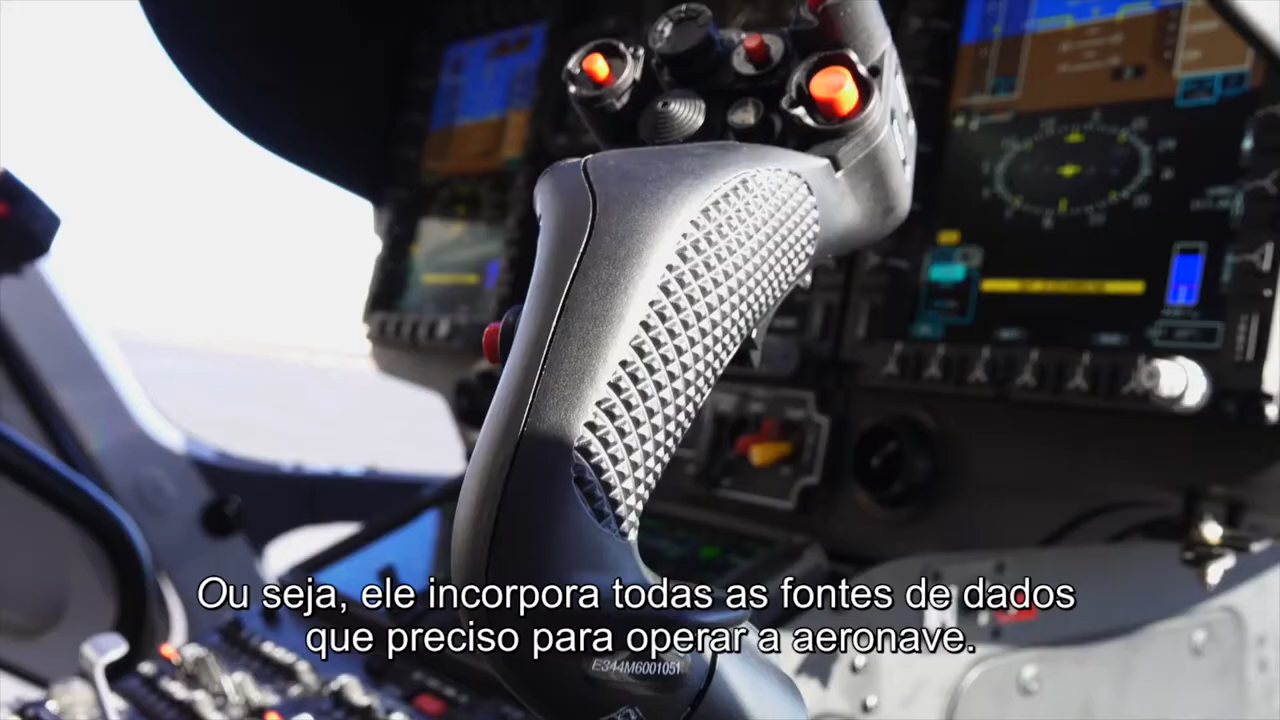 Ou seja, ele incorpora todas as fontes de dados
que preciso para operar a aeronave.
E344M6001051